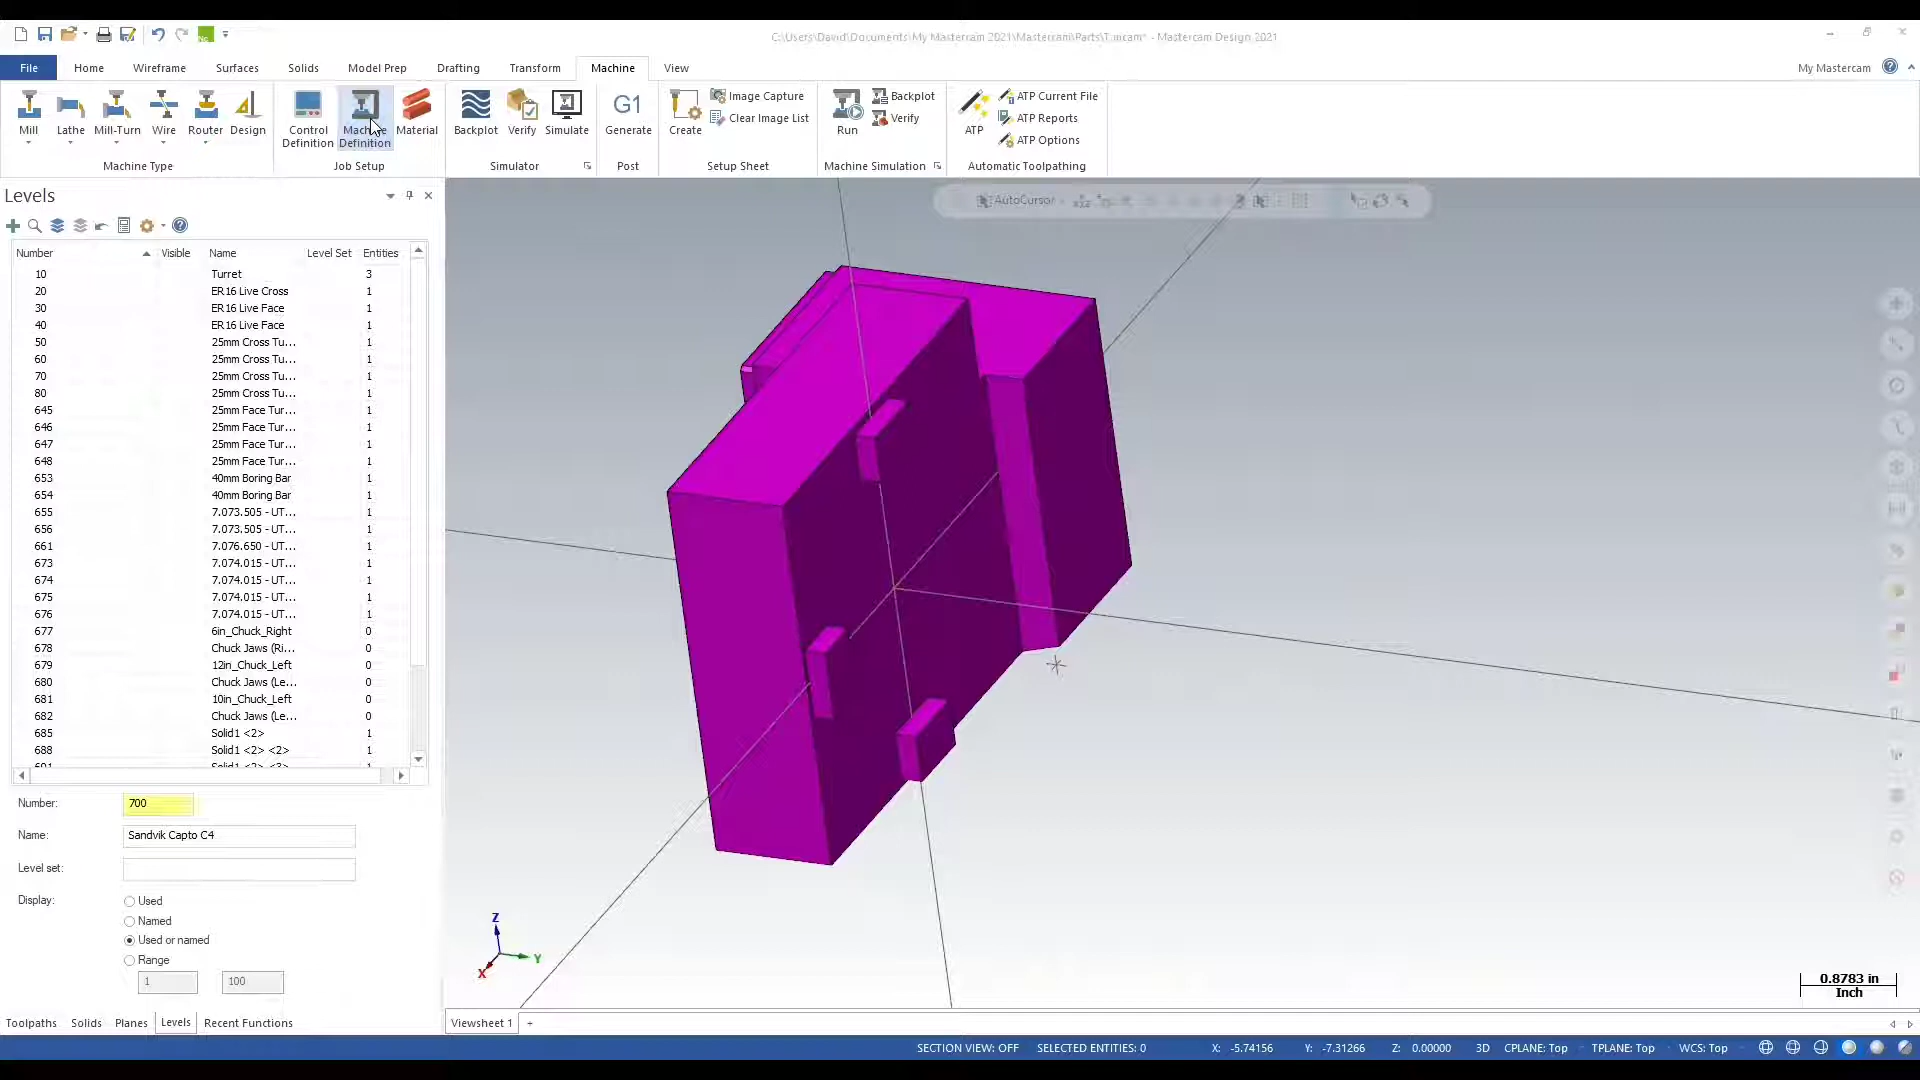 C:\Users\David\Documents\My Mastercam 2021\Mastercam\Parts\T.mcam* - Mastercam Design 2021
File Home Wireframe Surfaces Solids Model Prep Drafting Transform Machine View My Mastercam
Mill Lathe Mill-Turn Wire Router Design
Machine Type
Control Definition Machine Definition Material
Job Setup
Backplot Verify Simulate
Simulator
G1
Generate
Post
Create Image Capture
Clear Image List
Setup Sheet
Run Backplot
Verify
Machine Simulation
ATP ATP Current File
ATP Reports
ATP Options
Automatic Toolpathing
Levels
AutoCursor
Number Visible Name Level Set Entities
10 Turret 3
20 ER16 Live Cross 1
30 ER16 Live Face 1
40 ER16 Live Face 1
50 25mm Cross Tu... 1
60 25mm Cross Tu... 1
70 25mm Cross Tu... 1
80 25mm Cross Tu... 1
645 25mm Face Tur... 1
646 25mm Face Tur... 1
647 25mm Face Tur... 1
648 25mm Face Tur... 1
653 40mm Boring Bar 1
654 40mm Boring Bar 1
655 7.073.505 - UT... 1
656 7.073.505 - UT... 1
661 7.076.650 - UT... 1
673 7.074.015 - UT... 1
674 7.074.015 - UT... 1
675 7.074.015 - UT... 1
676 7.074.015 - UT... 1
677 6in_Chuck_Right 0
678 Chuck Jaws (Ri... 0
679 12in_Chuck_Left 0
680 Chuck Jaws (Le... 0
681 10in_Chuck_Left 0
682 Chuck Jaws (Le... 0
685 Solid1 <2> 1
688 Solid1 <2> <2> 1
691 Solid1 <2> <3> 1
Number: 700
Name: Sandvik Capto C4
Level set:
Display: Used
Named
Used or named
Range
1 100
Z
Y
X
0.8783 in
Inch
Toolpaths Solids Planes Levels Recent Functions
Viewsheet 1 +
SECTION VIEW: OFF SELECTED ENTITIES: 0 X: -5.74156 Y: -7.31266 Z: 0.00000 3D CPLANE: Top TPLANE: Top WCS: Top